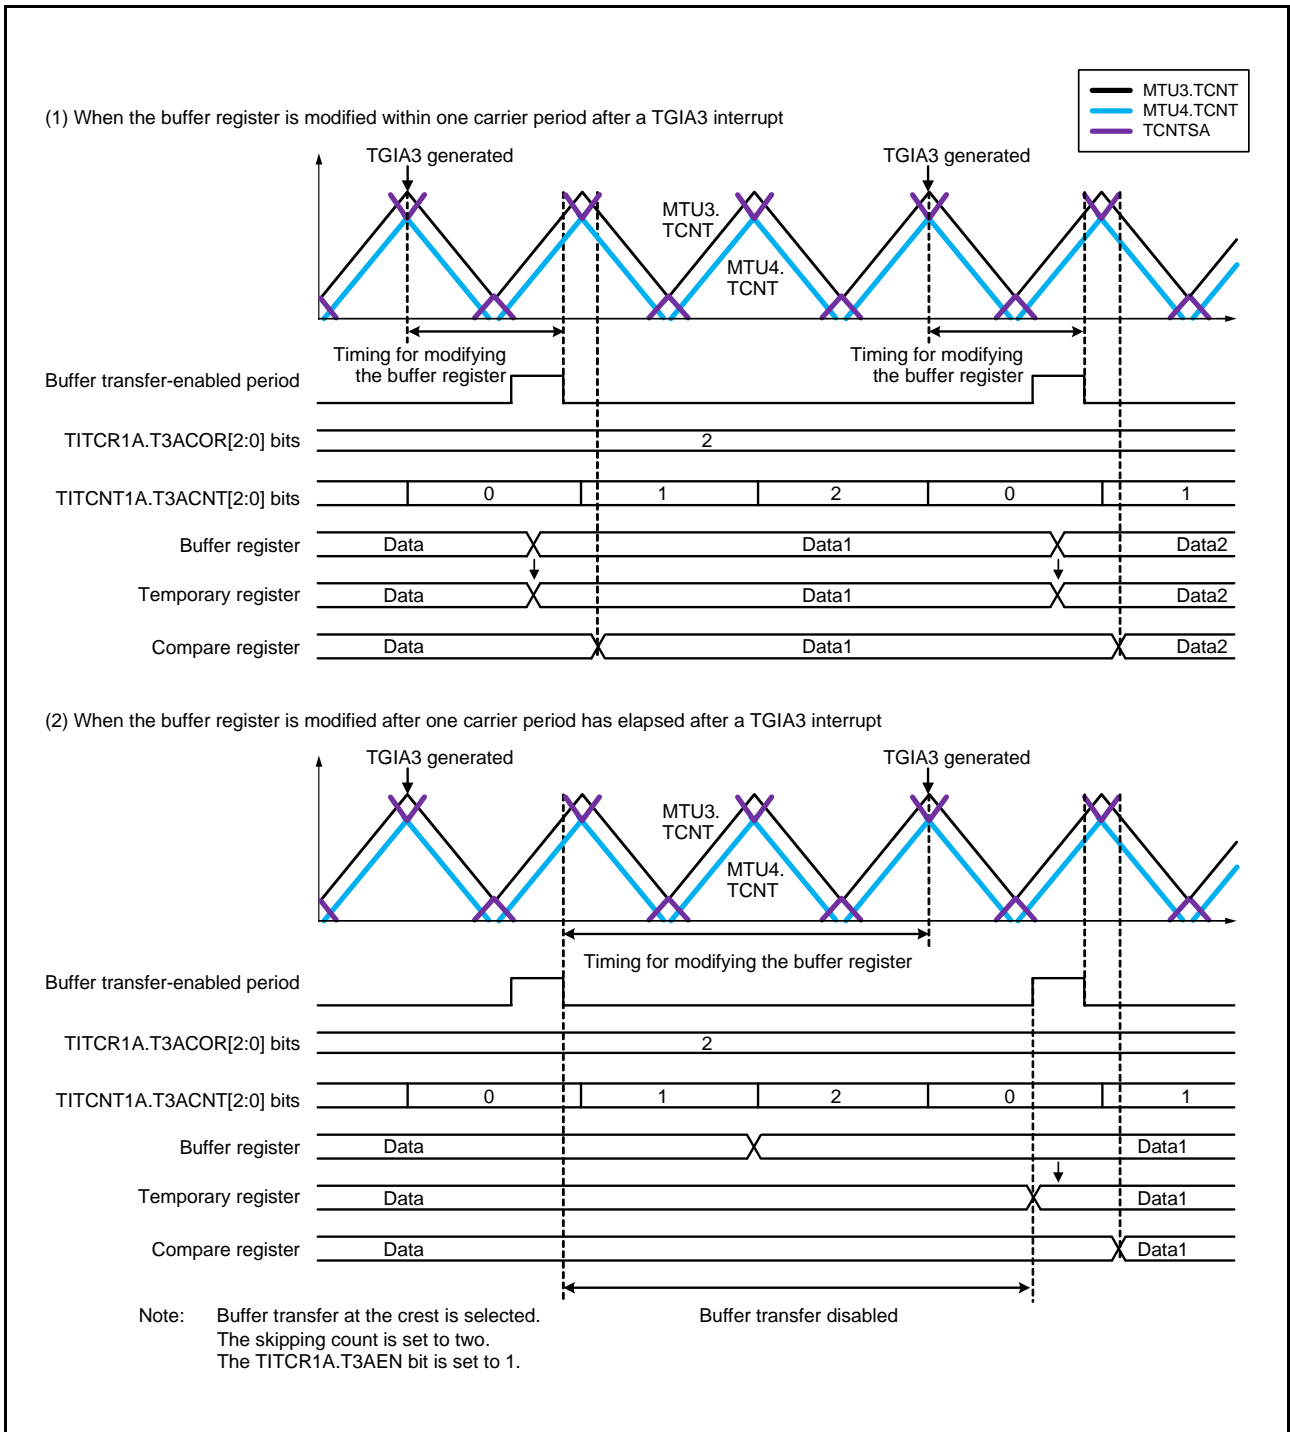 MTU3.TCNT
MTU4.TCNT
TCNTSA
(1) When the buffer register is modified within one carrier period after a TGIA3 interrupt
TGIA3 generated
TGIA3 generated
MTU3.
TCNT
MTU4.
TCNT
Timing for modifying
the buffer register
Timing for modifying
the buffer register
Buffer transfer-enabled period
TITCR1A.T3ACOR[2:0] bits
2
TITCNT1A.T3ACNT[2:0] bits
0 1 2 0 1
Buffer register
Data Data1 Data2
Temporary register
Data Data1 Data2
Compare register
Data Data1 Data2
(2) When the buffer register is modified after one carrier period has elapsed after a TGIA3 interrupt
TGIA3 generated
TGIA3 generated
MTU3.
TCNT
MTU4.
TCNT
Timing for modifying the buffer register
Buffer transfer-enabled period
TITCR1A.T3ACOR[2:0] bits
2
TITCNT1A.T3ACNT[2:0] bits
0 1 2 0 1
Buffer register
Data Data1
Temporary register
Data Data1
Compare register
Data Data1
Buffer transfer disabled
Note: Buffer transfer at the crest is selected.
The skipping count is set to two.
The TITCR1A.T3AEN bit is set to 1.